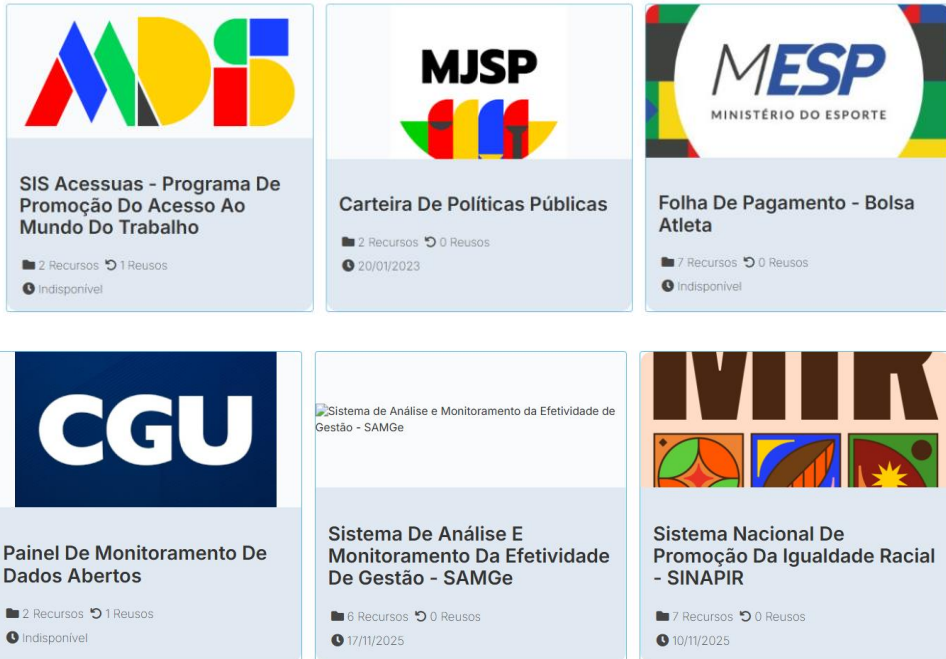 MDS
MJSP
MESP
MINISTÉRIO DO ESPORTE
SIS Acessuas - Programa De
Promoção Do Acesso Ao
Mundo Do Trabalho
2 Recursos 1 Reusos
Indisponível
Carteira De Políticas Públicas
2 Recursos 0 Reusos
20/01/2023
Folha De Pagamento - Bolsa
Atleta
7 Recursos 0 Reusos
Indisponível
CGU
Painel De Monitoramento De
Dados Abertos
2 Recursos 1 Reusos
Indisponível
Sistema de Análise e Monitoramento da Efetividade de
Gestão - SAMGe
Sistema De Análise E
Monitoramento Da Efetividade
De Gestão - SAMGe
6 Recursos 0 Reusos
17/11/2025
MIR
Sistema Nacional De
Promoção Da Igualdade Racial
- SINAPIR
7 Recursos 0 Reusos
10/11/2025